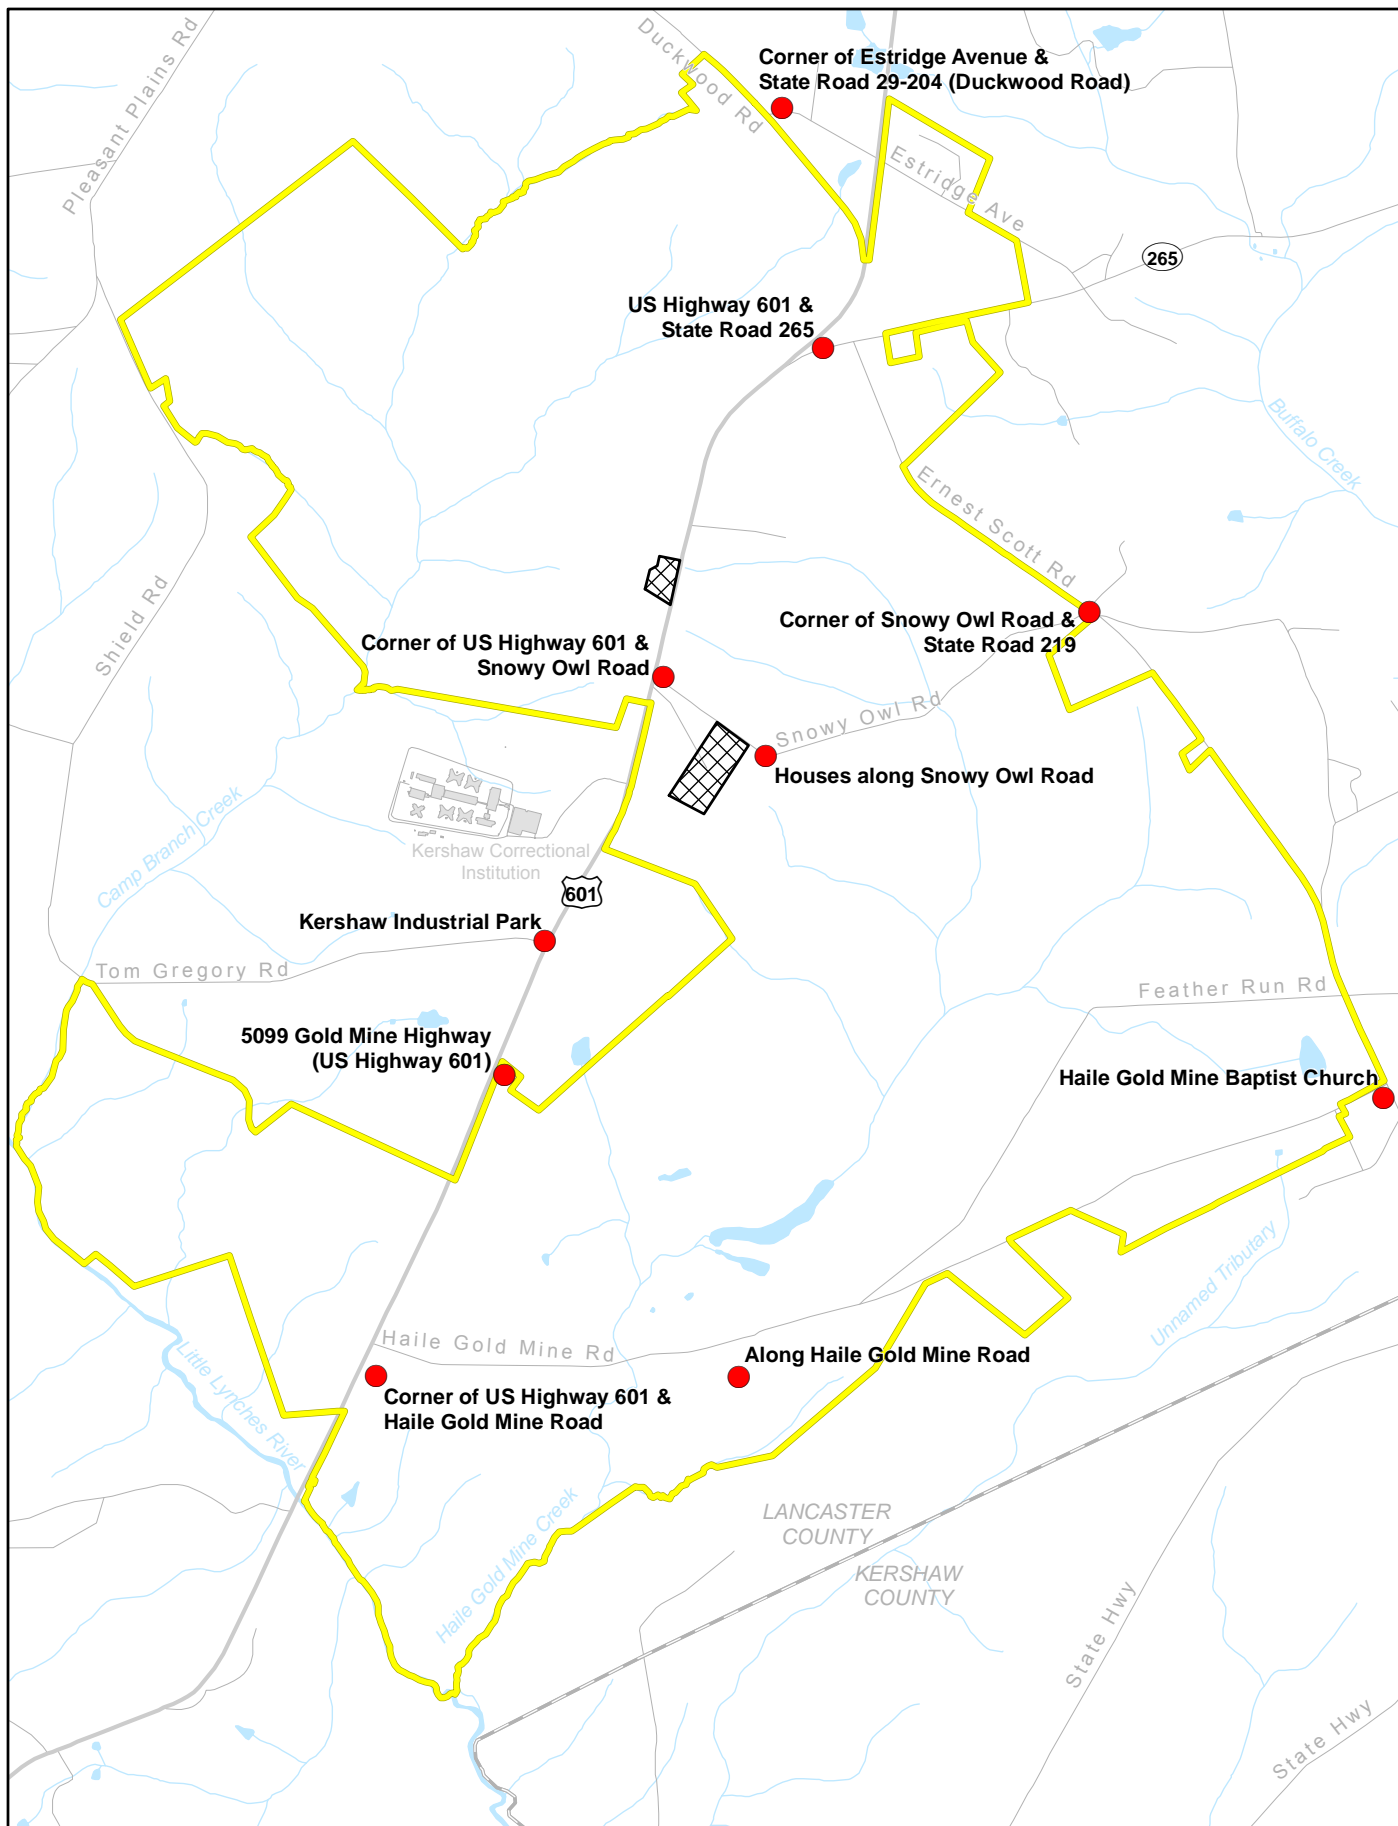 Pleasant Plains Rd
Duckwood Rd
Corner of Estridge Avenue &
State Road 29-204 (Duckwood Road)
Estridge Ave
265
US Highway 601 &
State Road 265
Buffalo Creek
Ernest Scott Rd
Shield Rd
Corner of Snowy Owl Road &
State Road 219
Corner of US Highway 601 &
Snowy Owl Road
Snowy Owl Rd
Houses along Snowy Owl Road
Camp Branch Creek
Kershaw Correctional
Institution
601
Kershaw Industrial Park
Tom Gregory Rd
Feather Run Rd
5099 Gold Mine Highway
(US Highway 601)
Haile Gold Mine Baptist Church
Unnamed Tributary
Haile Gold Mine Rd
Along Haile Gold Mine Road
Little Lynches River
Corner of US Highway 601 &
Haile Gold Mine Road
Haile Gold Mine Creek
LANCASTER
COUNTY
KERSHAW
COUNTY
State Hwy
State Hwy